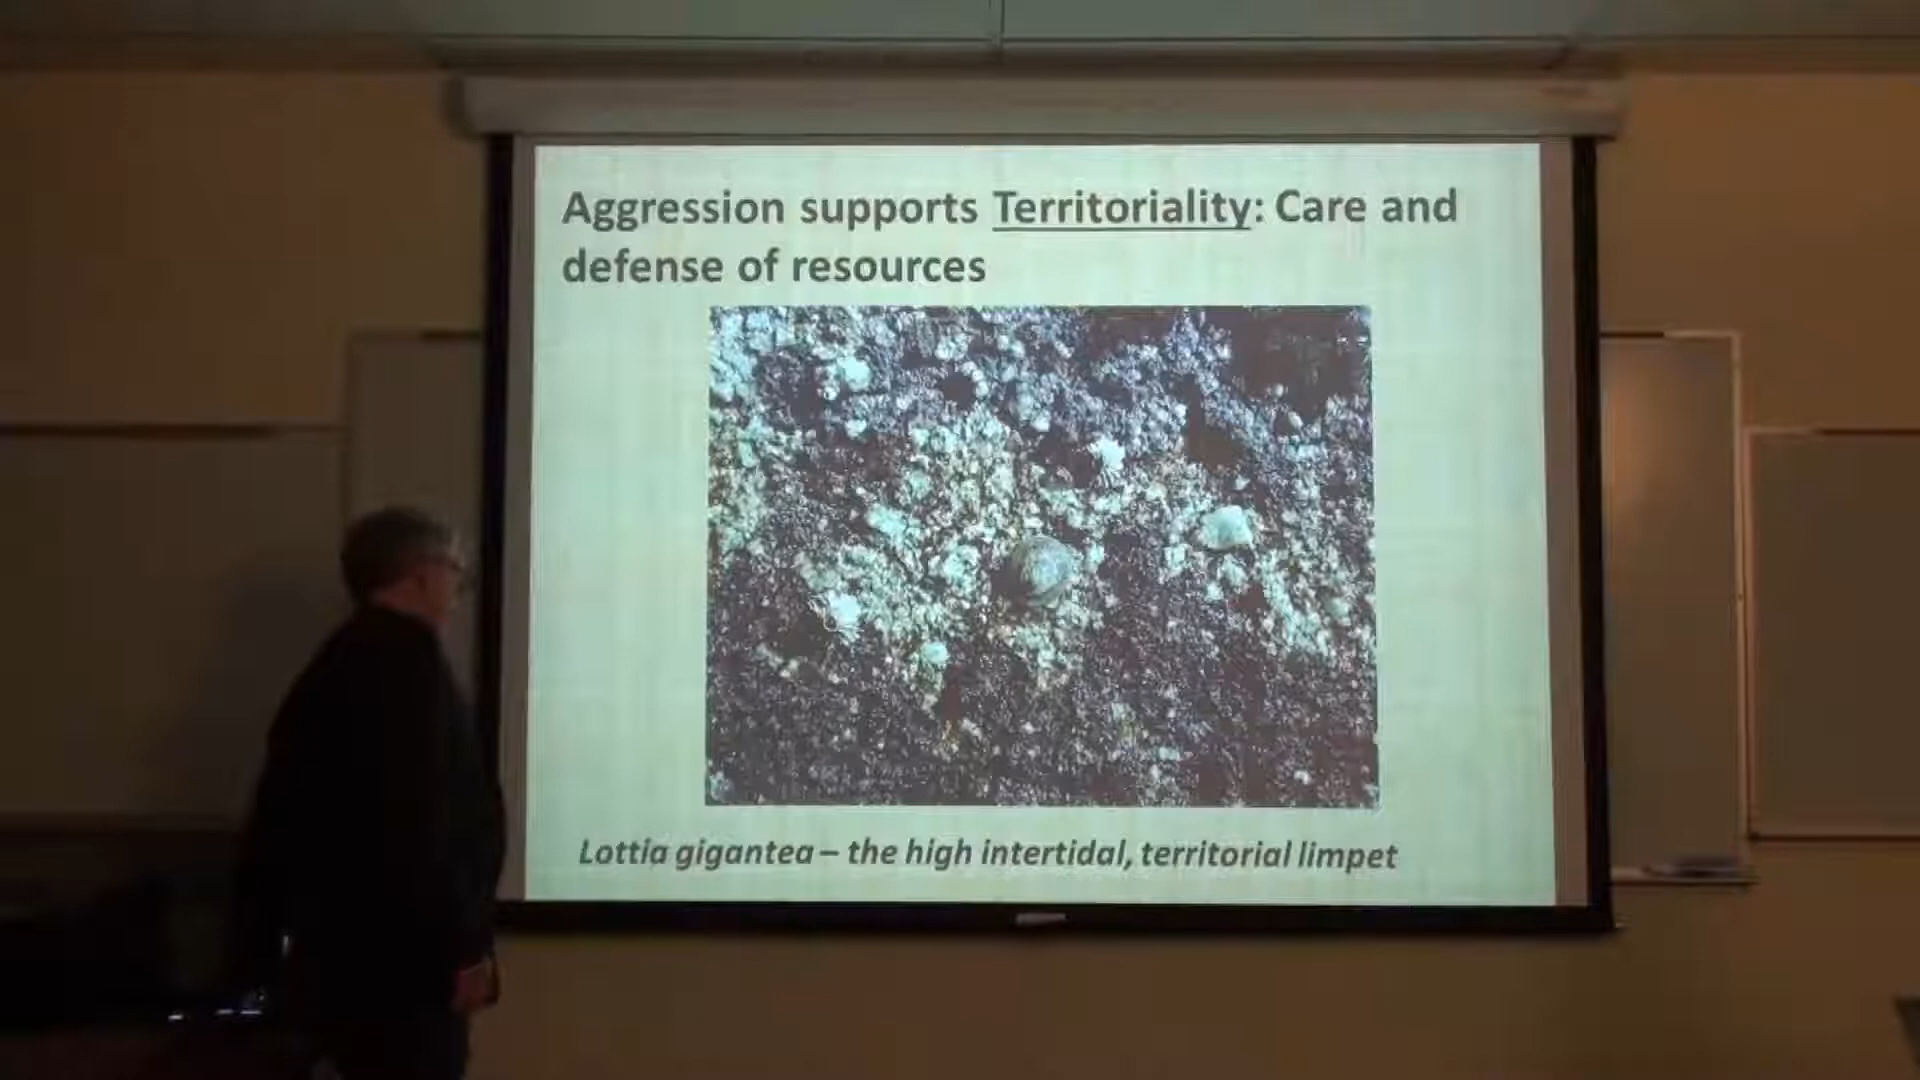 Aggression supports Territoriality: Care and
defense of resources
Lottia gigantea – the high intertidal, territorial limpet